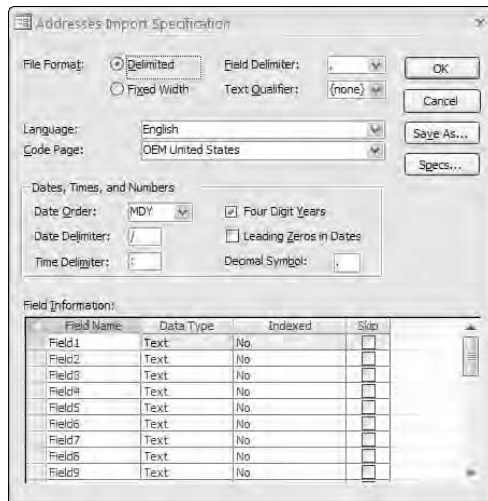 Addresses Import Specification
File Format: Delimited Field Delimiter: , OK
Fixed Width Text Qualifier: {none} Cancel
Language: English Save As...
Code Page: OEM United States Specs...
Dates, Times, and Numbers
Date Order: MDY Four Digit Years
Date Delimiter: / Leading Zeros in Dates
Time Delimiter: : Decimal Symbol: .
Field Information:
Field Name Data Type Indexed Skip
Field1 Text No
Field2 Text No
Field3 Text No
Field4 Text No
Field5 Text No
Field6 Text No
Field7 Text No
Field8 Text No
Field9 Text No